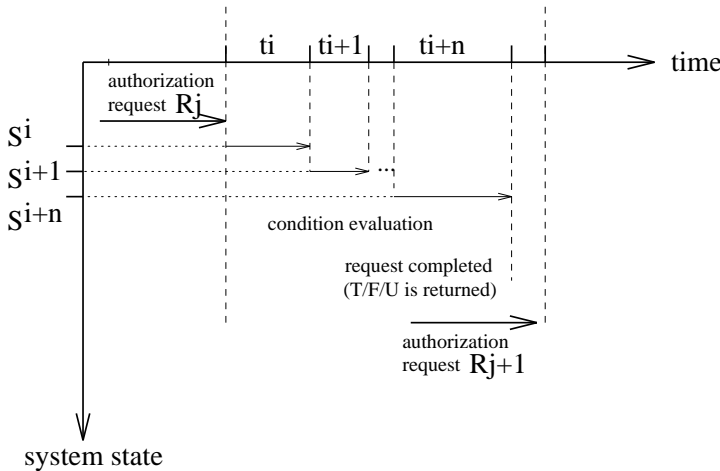 ti ti+1 ti+n
time
authorization
request Rj
Si
Si+1
...
Si+n
condition evaluation
request completed
(T/F/U is returned)
authorization
request Rj+1
system state